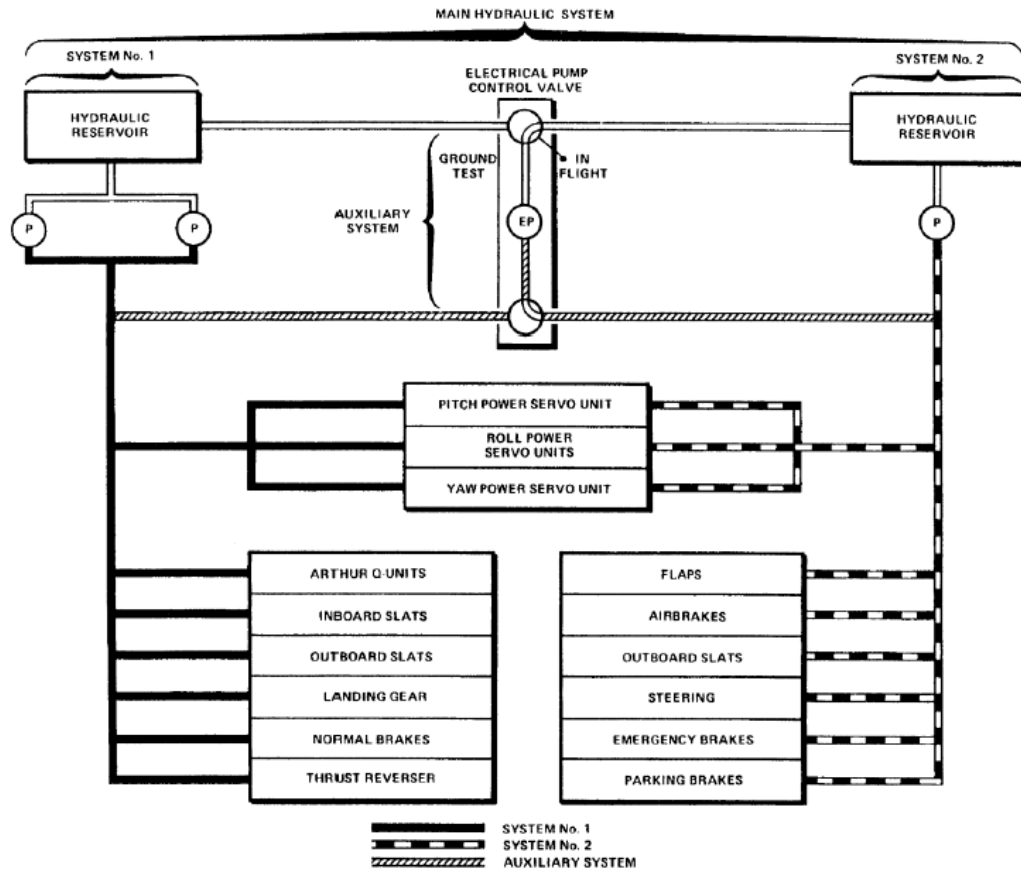 MAIN HYDRAULIC SYSTEM
SYSTEM No. 1
SYSTEM No. 2
ELECTRICAL PUMP
CONTROL VALVE
HYDRAULIC
RESERVOIR
HYDRAULIC
RESERVOIR
GROUND
TEST
IN
FLIGHT
AUXILIARY
SYSTEM
P
P
EP
P
PITCH POWER SERVO UNIT
ROLL POWER
SERVO UNITS
YAW POWER SERVO UNIT
ARTHUR Q-UNITS
INBOARD SLATS
OUTBOARD SLATS
LANDING GEAR
NORMAL BRAKES
THRUST REVERSER
FLAPS
AIRBRAKES
OUTBOARD SLATS
STEERING
EMERGENCY BRAKES
PARKING BRAKES
SYSTEM No. 1
SYSTEM No. 2
AUXILIARY SYSTEM